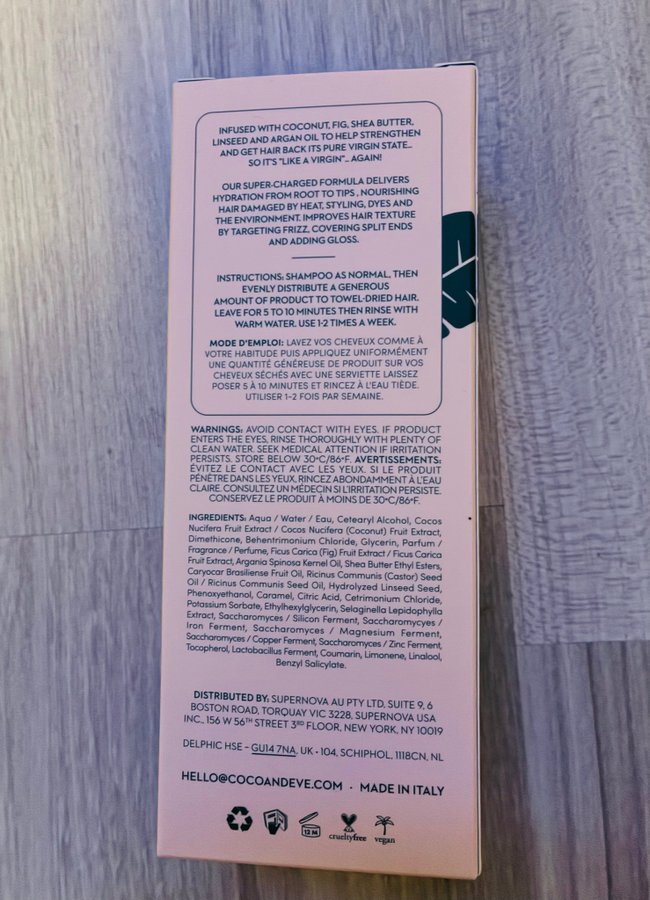 INFUSED WITH COCONUT, FIG, SHEA BUTTER,
LINSEED AND ARGAN OIL TO HELP STRENGTHEN
AND GET HAIR BACK ITS PURE VIRGIN STATE...
SO IT'S "LIKE A VIRGIN"... AGAIN!
OUR SUPER-CHARGED FORMULA DELIVERS
HYDRATION FROM ROOT TO TIPS , NOURISHING
HAIR DAMAGED BY HEAT, STYLING, DYES AND
THE ENVIRONMENT. IMPROVES HAIR TEXTURE
BY TARGETING FRIZZ, COVERING SPLIT ENDS
AND ADDING GLOSS.
INSTRUCTIONS: SHAMPOO AS NORMAL, THEN
EVENLY DISTRIBUTE A GENEROUS
AMOUNT OF PRODUCT TO TOWEL-DRIED HAIR.
LEAVE FOR 5 TO 10 MINUTES THEN RINSE WITH
WARM WATER. USE 1-2 TIMES A WEEK.
MODE D'EMPLOI: LAVEZ VOS CHEVEUX COMME À
VOTRE HABITUDE PUIS APPLIQUEZ UNIFORMÉMENT
UNE QUANTITÉ GÉNÉREUSE DE PRODUIT SUR VOS
CHEVEUX SÉCHÉS AVEC UNE SERVIETTE LAISSEZ
POSER 5 À 10 MINUTES ET RINCEZ À L'EAU TIÈDE.
UTILISER 1-2 FOIS PAR SEMAINE.
WARNINGS: AVOID CONTACT WITH EYES. IF PRODUCT
ENTERS THE EYES, RINSE THOROUGHLY WITH PLENTY OF
CLEAN WATER. SEEK MEDICAL ATTENTION IF IRRITATION
PERSISTS. STORE BELOW 30ºC/86ºF. AVERTISSEMENTS:
ÉVITEZ LE CONTACT AVEC LES YEUX. SI LE PRODUIT
PÉNÈTRE DANS LES YEUX, RINCEZ ABONDAMMENT À L'EAU
CLAIRE. CONSULTEZ UN MÉDECIN SI L'IRRITATION PERSISTE.
CONSERVEZ LE PRODUIT À MOINS DE 30ºC/86ºF.
INGREDIENTS: Aqua / Water / Eau, Cetearyl Alcohol, Cocos
Nucifera Fruit Extract / Cocos Nucifera (Coconut) Fruit Extract,
Dimethicone, Behentrimonium Chloride, Glycerin, Parfum /
Fragrance / Perfume, Ficus Carica (Fig) Fruit Extract / Ficus Carica
Fruit Extract, Argania Spinosa Kernel Oil, Shea Butter Ethyl Esters,
Caryocar Brasiliense Fruit Oil, Ricinus Communis (Castor) Seed
Oil / Ricinus Communis Seed Oil, Hydrolyzed Linseed Seed,
Phenoxyethanol, Caramel, Citric Acid, Cetrimonium Chloride,
Potassium Sorbate, Ethylhexylglycerin, Selaginella Lepidophylla
Extract, Saccharomyces / Silicon Ferment, Saccharomycyes /
Iron Ferment, Saccharomyces / Magnesium Ferment,
Saccharomyces / Copper Ferment, Saccharomyces / Zinc Ferment,
Tocopherol, Lactobacillus Ferment, Coumarin, Limonene, Linalool,
Benzyl Salicylate.
DISTRIBUTED BY: SUPERNOVA AU PTY LTD, SUITE 9, 6
BOSTON ROAD, TORQUAY VIC 3228, SUPERNOVA USA
INC., 156 W 56TH STREET 3RD FLOOR, NEW YORK, NY 10019
DELPHIC HSE - GU14 7NA, UK • 104, SCHIPHOL, 1118CN, NL
HELLO@COCOANDEVE.COM · MADE IN ITALY
12 M
crueltyfree
vegan